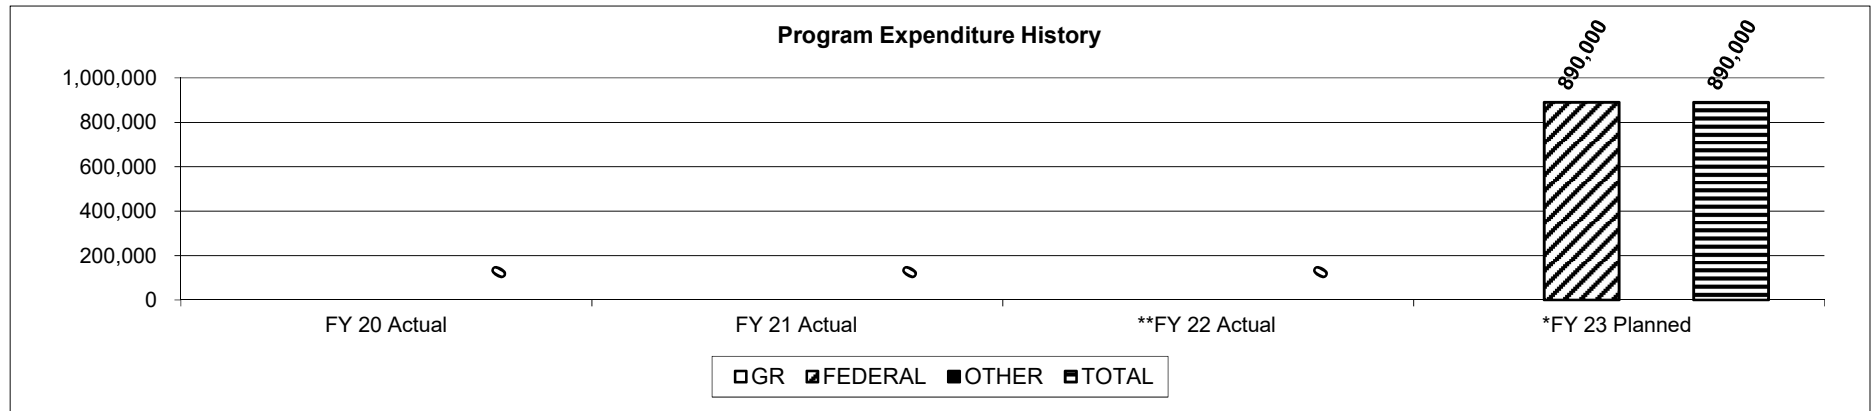 Program Expenditure History
890,000
890,000
1,000,000
800,000
600,000
400,000
200,000
0
0
0
0
FY 20 Actual
FY 21 Actual
**FY 22 Actual
*FY 23 Planned
GR FEDERAL OTHER TOTAL